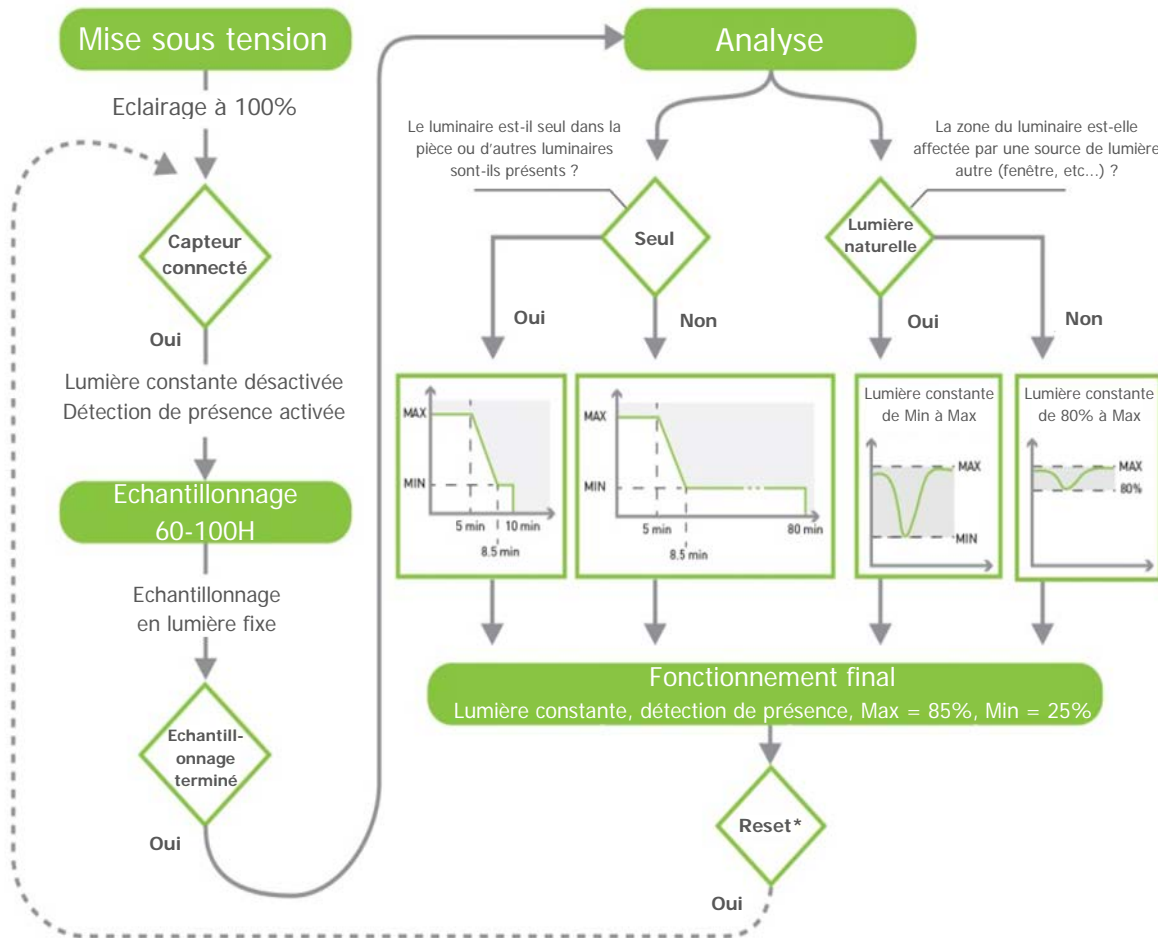 Mise sous tension
Eclairage à 100%
Capteur
connecté
Oui
Lumière constante désactivée
Détection de présence activée
Echantillonnage
60-100H
Echantillonnage
en lumière fixe
Echantill-
onnage
terminé
Oui
Analyse
Le luminaire est-il seul dans la
pièce ou d'autres luminaires
sont-ils présents ?
La zone du luminaire est-elle
affectée par une source de lumière
autre (fenêtre, etc...) ?
Seul
Lumière
naturelle
Oui
Non
Oui
Non
MAX
MIN
5 min
10 min
8.5 min
MAX
MIN
5 min
80 min
8.5 min
Lumière constante
de Min à Max
MAX
MIN
Lumière constante
de 80% à Max
MAX
80%
Fonctionnement final
Lumière constante, détection de présence, Max = 85%, Min = 25%
Reset*
Oui